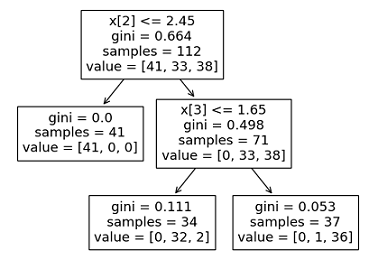 x[2] <= 2.45
gini = 0.664
samples = 112
value = [41, 33, 38]
gini = 0.0
samples = 41
value = [41, 0, 0]
x[3] <= 1.65
gini = 0.498
samples = 71
value = [0, 33, 38]
gini = 0.111
samples = 34
value = [0, 32, 2]
gini = 0.053
samples = 37
value = [0, 1, 36]